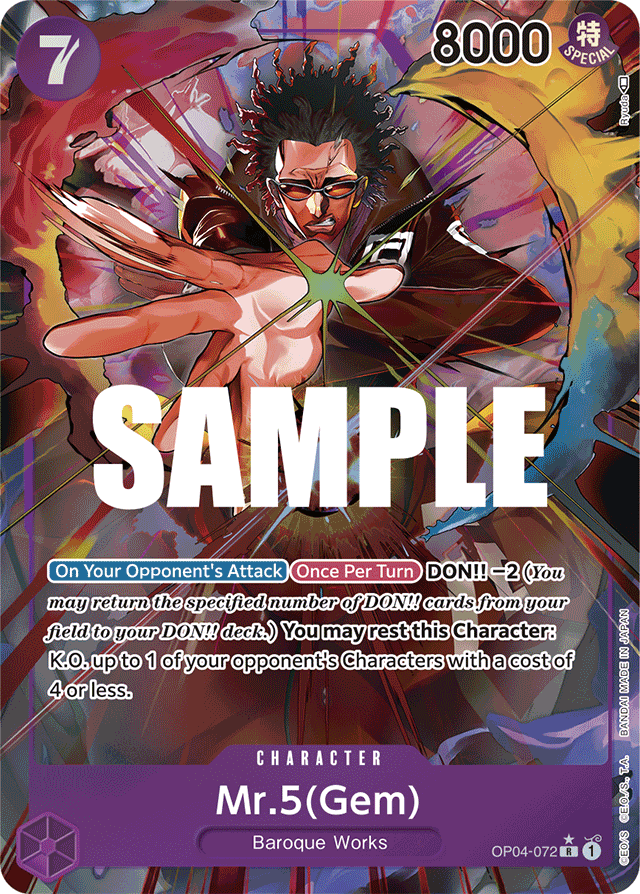 7
8000
特
SPECIAL
Ryuda
SAMPLE
On Your Opponent's Attack Once Per Turn DON!! −2 (You
may return the specified number of DON!! cards from your
field to your DON!! deck.) You may rest this Character:
K.O. up to 1 of your opponent's Characters with a cost of
4 or less.
©EO/S ©E.O./S., T.A. BANDAI MADE IN JAPAN
CHARACTER
Mr.5(Gem)
Baroque Works
OP04-072 ★ R 1